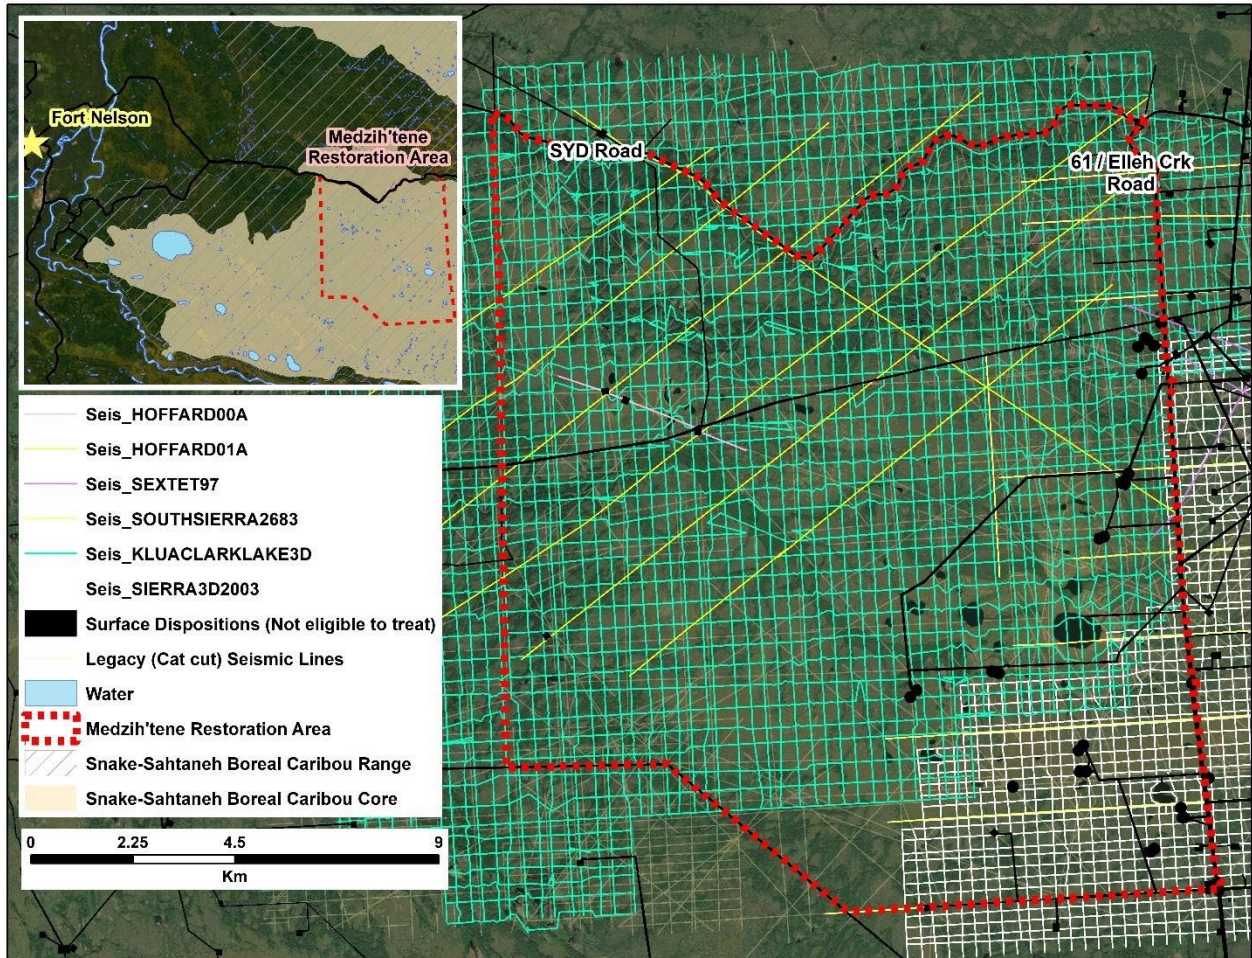 Fort Nelson
Medzih'tene
Restoration Area
SYD Road
61 / Elleh Crk
Road
Seis_HOFFARD00A
Seis_HOFFARD01A
Seis_SEXTET97
Seis_SOUTHSIERRA2683
Seis_KLUACLARKLAKE3D
Seis_SIERRA3D2003
Surface Dispositions (Not eligible to treat)
Legacy (Cat cut) Seismic Lines
Water
Medzih'tene Restoration Area
Snake-Sahtaneh Boreal Caribou Range
Snake-Sahtaneh Boreal Caribou Core
0 2.25 4.5 9
Km